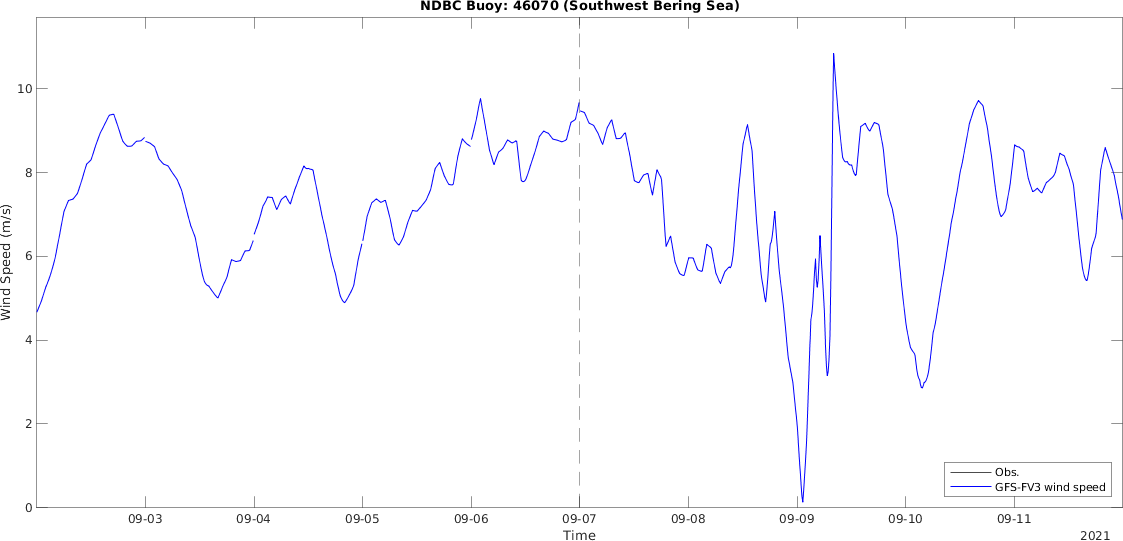 NDBC Buoy: 46070 (Southwest Bering Sea)
Wind Speed (m/s)
10
8
6
4
2
0
Obs.
GFS-FV3 wind speed
09-03 09-04 09-05 09-06 09-07 09-08 09-09 09-10 09-11
Time
2021